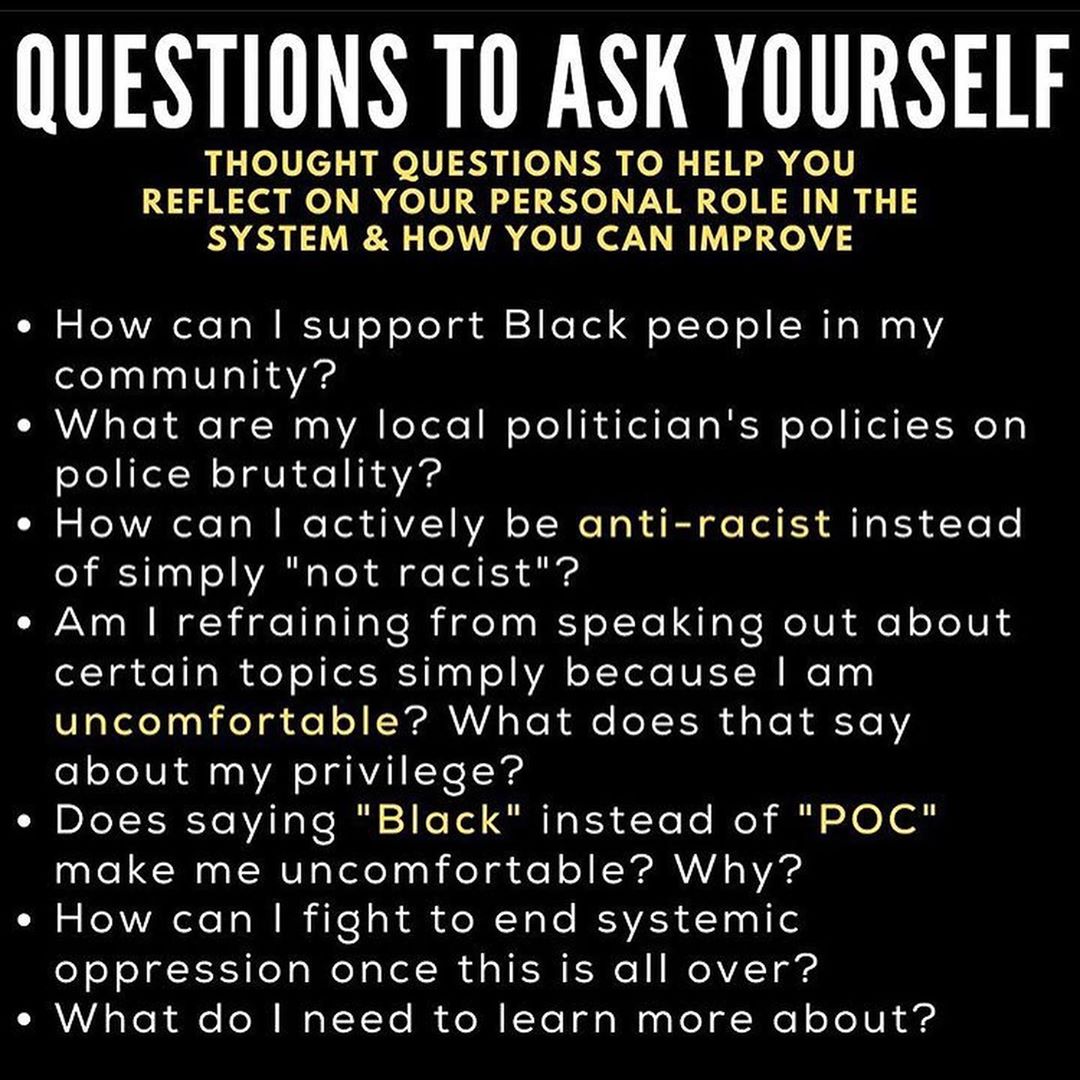 QUESTIONS TO ASK YOURSELF
THOUGHT QUESTIONS TO HELP YOU
REFLECT ON YOUR PERSONAL ROLE IN THE
SYSTEM & HOW YOU CAN IMPROVE
• How can I support Black people in my
community?
• What are my local politician's policies on
police brutality?
• How can I actively be anti-racist instead
of simply "not racist"?
• Am I refraining from speaking out about
certain topics simply because I am
uncomfortable? What does that say
about my privilege?
• Does saying "Black" instead of "POC"
make me uncomfortable? Why?
• How can I fight to end systemic
oppression once this is all over?
• What do I need to learn more about?